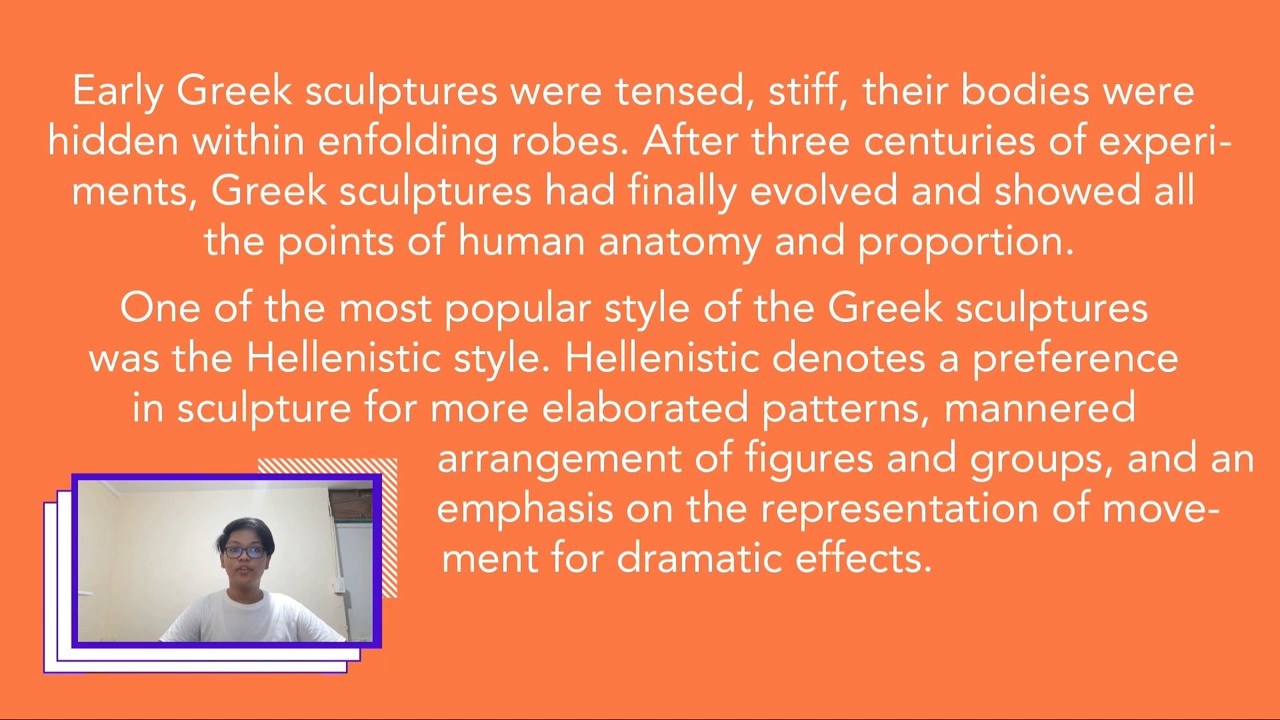 Early Greek sculptures were tensed, stiff, their bodies were
hidden within enfolding robes. After three centuries of experi-
ments, Greek sculptures had finally evolved and showed all
the points of human anatomy and proportion.
One of the most popular style of the Greek sculptures
was the Hellenistic style. Hellenistic denotes a preference
in sculpture for more elaborated patterns, mannered
arrangement of figures and groups, and an
emphasis on the representation of move-
ment for dramatic effects.